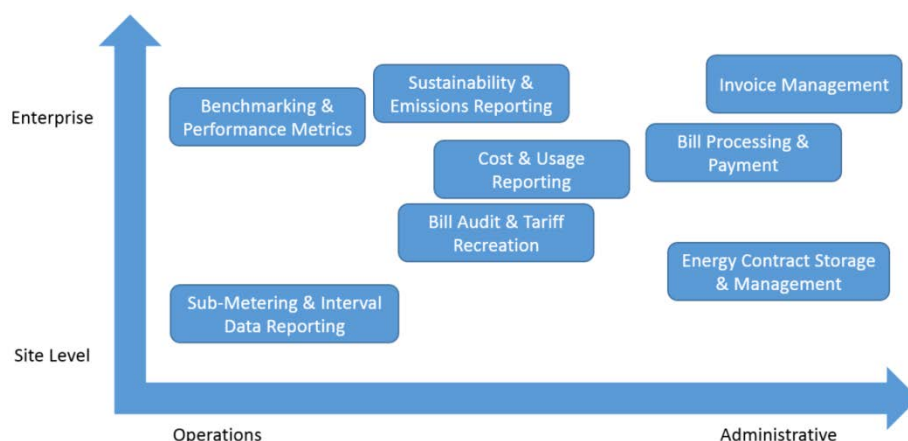 Enterprise
Site Level
Benchmarking &
Performance Metrics
Sustainability &
Emissions Reporting
Invoice Management
Cost & Usage
Reporting
Bill Processing &
Payment
Bill Audit & Tariff
Recreation
Energy Contract Storage
& Management
Sub-Metering & Interval
Data Reporting
Operations
Administrative